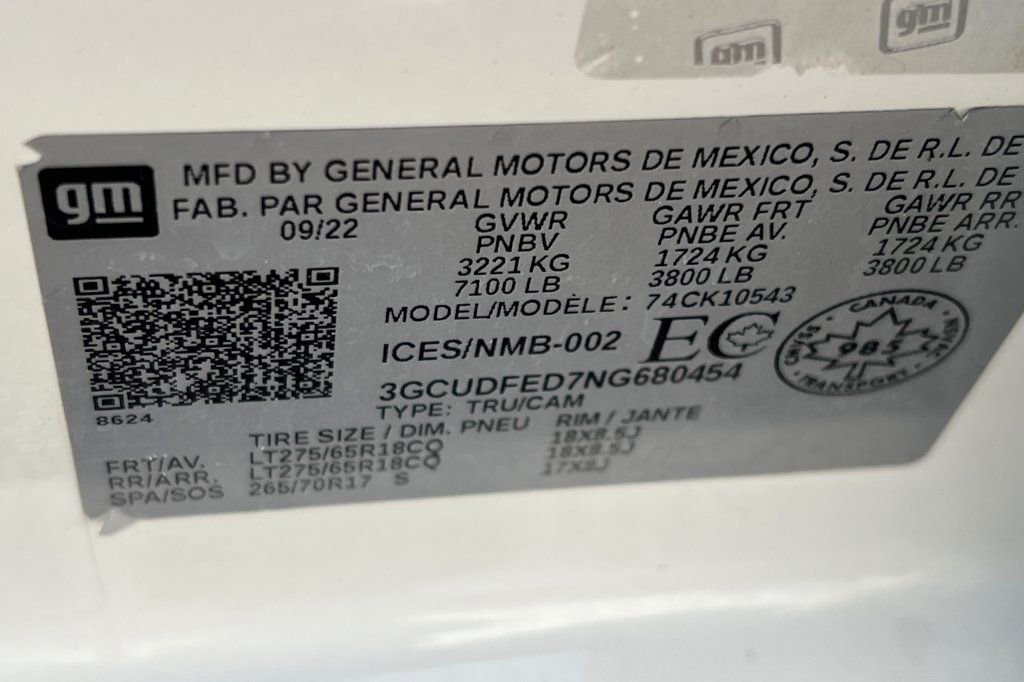 gm
gm
gm
MFD BY GENERAL MOTORS DE MEXICO, S. DE R.L. DE
FAB. PAR GENERAL MOTORS DE MEXICO, S. DE R.L. DE
09/22 GVWR GAWR FRT GAWR RR
PNBV PNBE AV. PNBE ARR.
3221 KG 1724 KG 1724 KG
7100 LB 3800 LB 3800 LB
MODEL/MODÈLE: 74CK10543
ICES/NMB-002 EC
CANADA
985
TRANSPORT
3GCUDFED7NG680454
8624
TYPE: TRU/CAM
TIRE SIZE / DIM. PNEU RIM / JANTE
FRT/AV. LT275/65R18CQ 18X8.5J
RR/ARR. LT275/65R18CQ 18X8.5J
SPA/SOS 265/70R17 S 17X8J